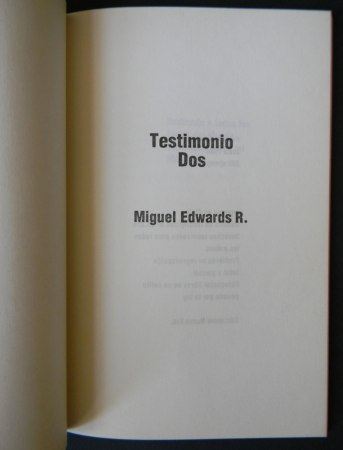 Testimonio
Dos
Miguel Edwards R.